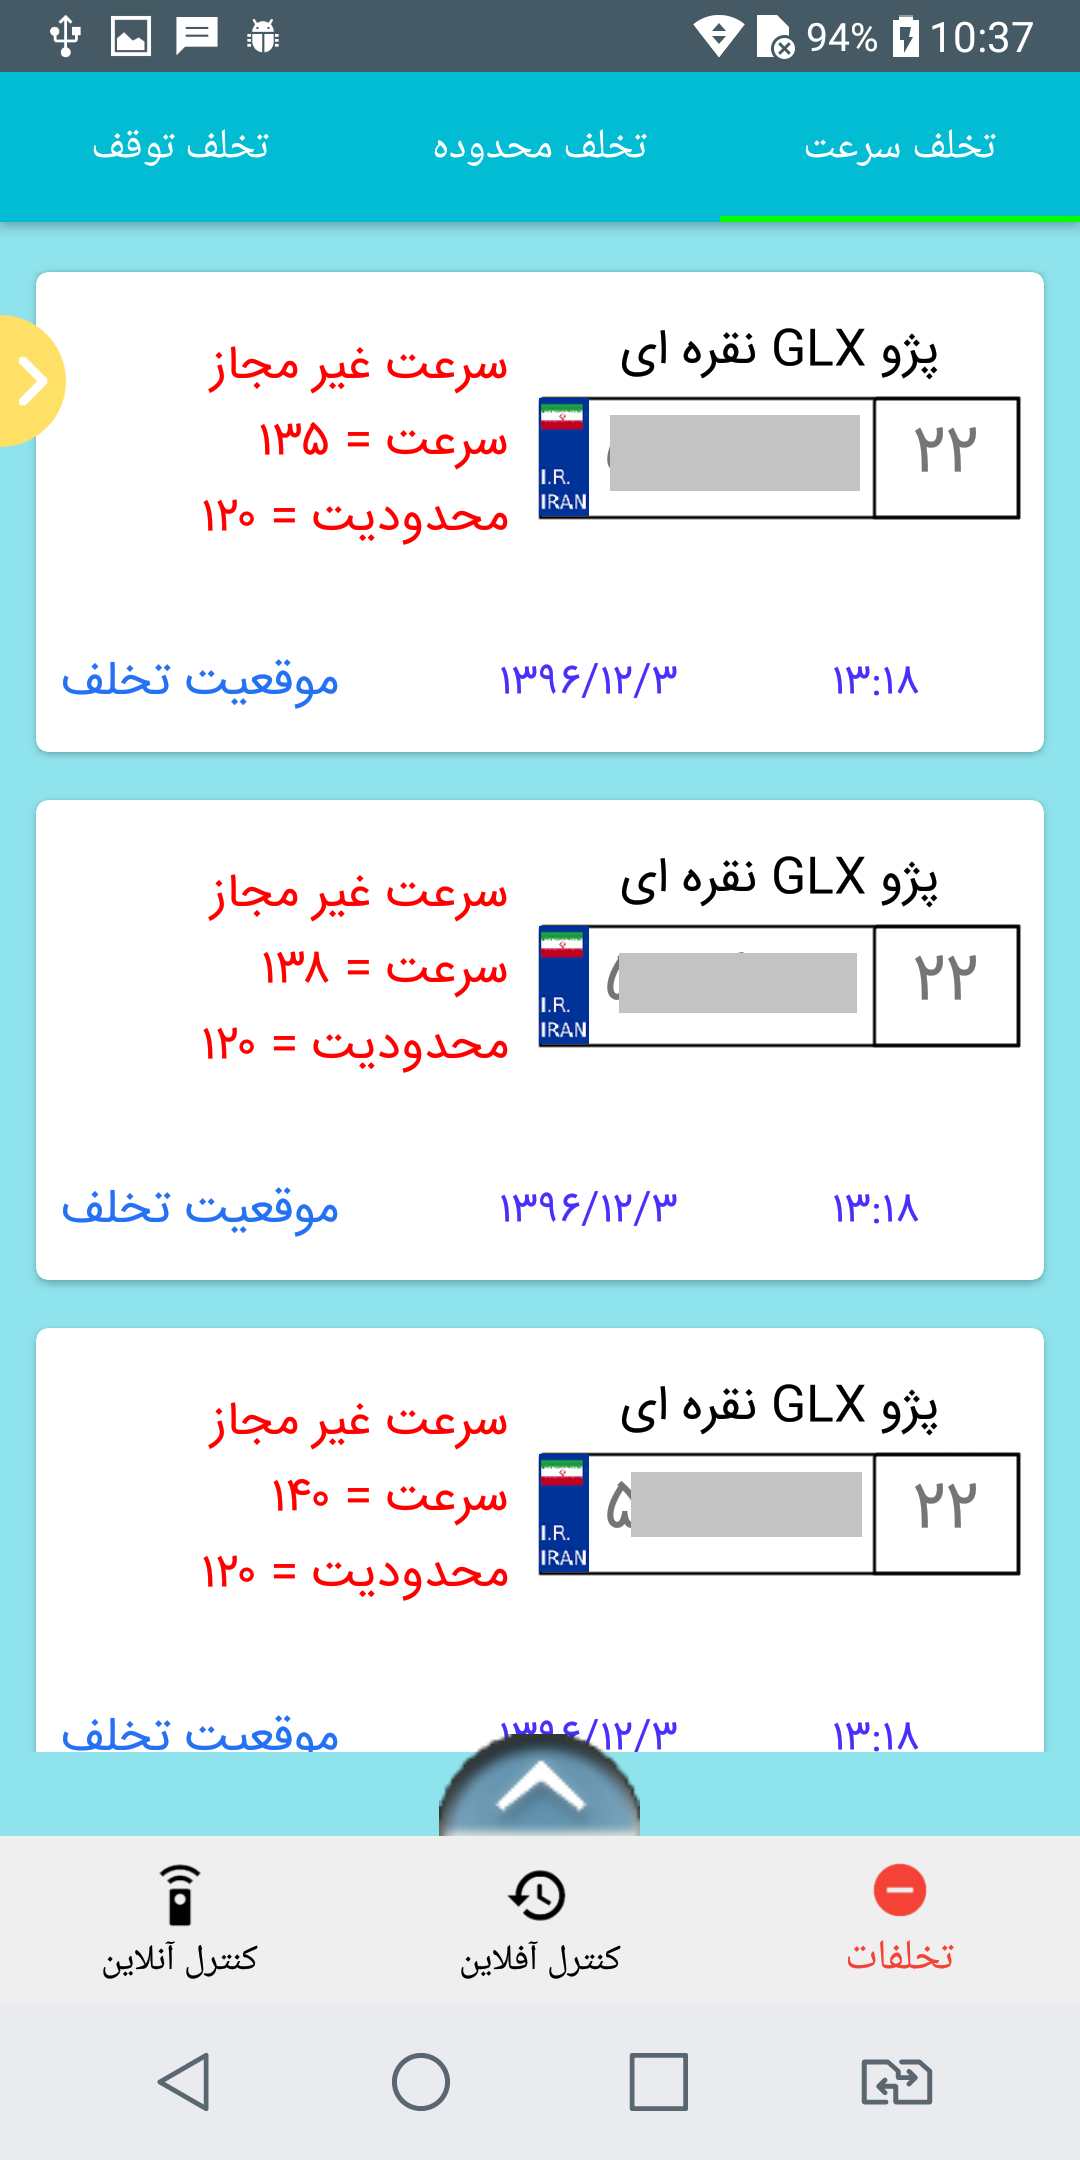 94% 10:37
تخلف سرعت
تخلف محدوده
تخلف توقف
پژو GLX نقره ای
I.R.
IRAN
۲۲
سرعت غیر مجاز
سرعت = ۱۳۵
محدودیت = ۱۲۰
۱۳:۱۸
۱۳۹۶/۱۲/۳
موقعیت تخلف
پژو GLX نقره ای
I.R.
IRAN
۲۲
سرعت غیر مجاز
سرعت = ۱۳۸
محدودیت = ۱۲۰
۱۳:۱۸
۱۳۹۶/۱۲/۳
موقعیت تخلف
پژو GLX نقره ای
I.R.
IRAN
۵
۲۲
سرعت غیر مجاز
سرعت = ۱۴۰
محدودیت = ۱۲۰
۱۳:۱۸
۱۳۹۶/۱۲/۳
موقعیت تخلف
تخلفات
کنترل آفلاین
کنترل آنلاین